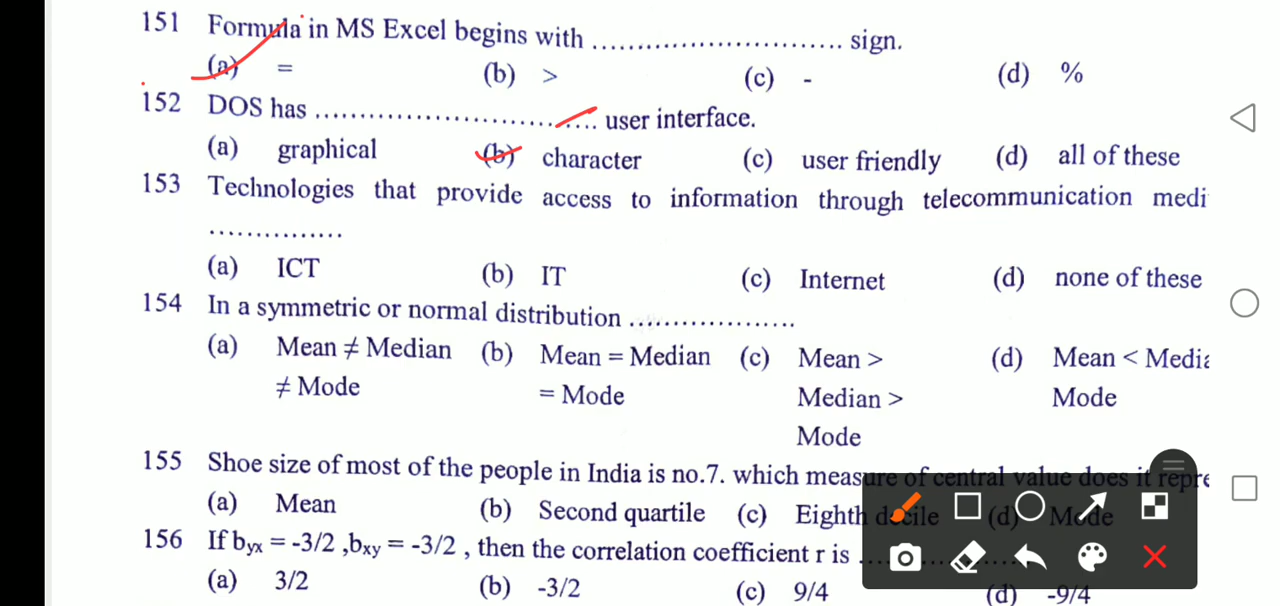 151 Formula in MS Excel begins with ............................ sign.
(a) = (b) > (c) - (d) %
152 DOS has ............................ user interface.
(a) graphical (b) character (c) user friendly (d) all of these
153 Technologies that provide access to information through telecommunication medi
...............
(a) ICT (b) IT (c) Internet (d) none of these
154 In a symmetric or normal distribution ...................
(a) Mean ≠ Median (b) Mean = Median (c) Mean > (d) Mean < Media
≠ Mode = Mode Median > Mode
Mode
155 Shoe size of most of the people in India is no.7. which measure of central value does it repre
(a) Mean (b) Second quartile (c) Eighth decile (d) Mode
156 If byx = -3/2 ,bxy = -3/2 , then the correlation coefficient r is ............
(a) 3/2 (b) -3/2 (c) 9/4 (d) -9/4